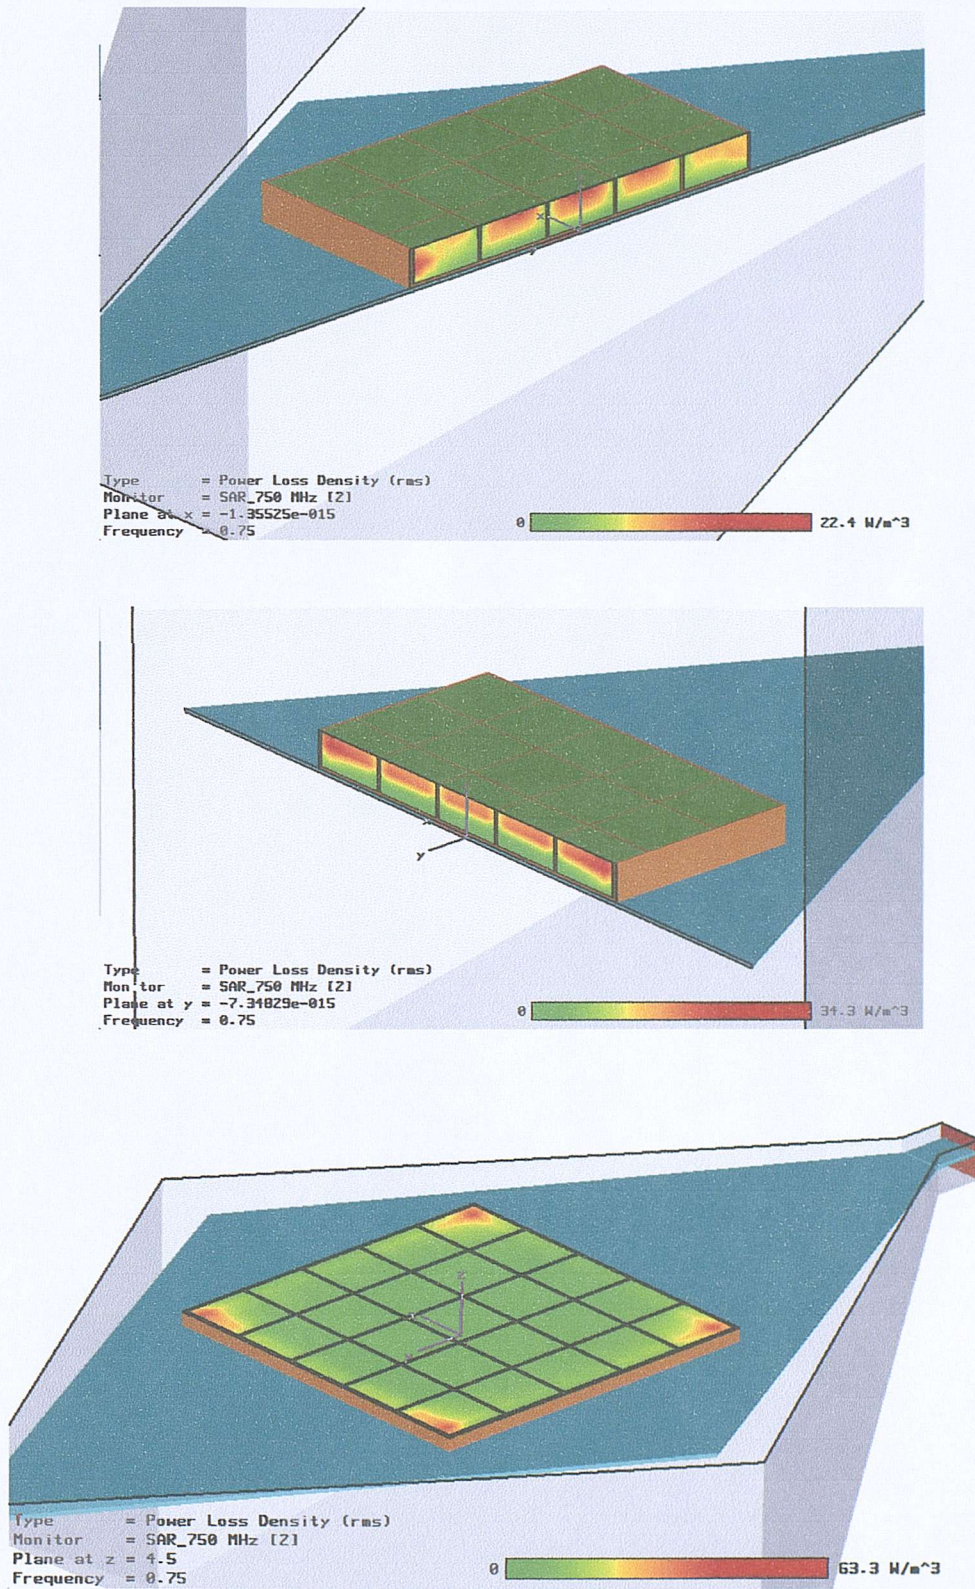 x
Type = Power Loss Density (rms)
Monitor = SAR_750 MHz [2]
Plane at x = -1.35525e-015
Frequency = 0.75
0 22.4 W/m^3
y
Type = Power Loss Density (rms)
Monitor = SAR_750 MHz [2]
Plane at y = -7.34829e-015
Frequency = 0.75
0 34.3 W/m^3
z
Type = Power Loss Density (rms)
Monitor = SAR_750 MHz [2]
Plane at z = 4.5
Frequency = 0.75
0 63.3 W/m^3